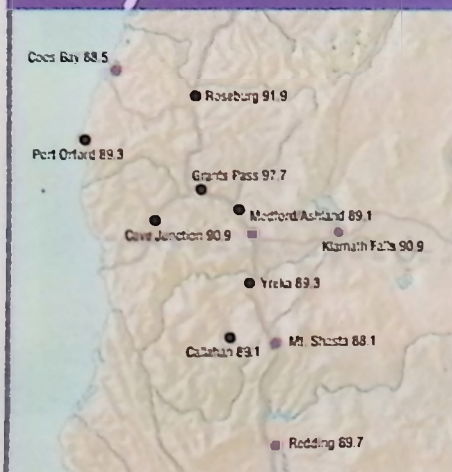 Coos Bay 88.5
Roseburg 91.9
Port Orford 89.3
Grants Pass 97.7
Medford/Ashland 89.1
Cave Junction 90.9
Klamath Falls 90.9
Yreka 89.3
Callahan 89.1
Mt. Shasta 88.1
Redding 89.7